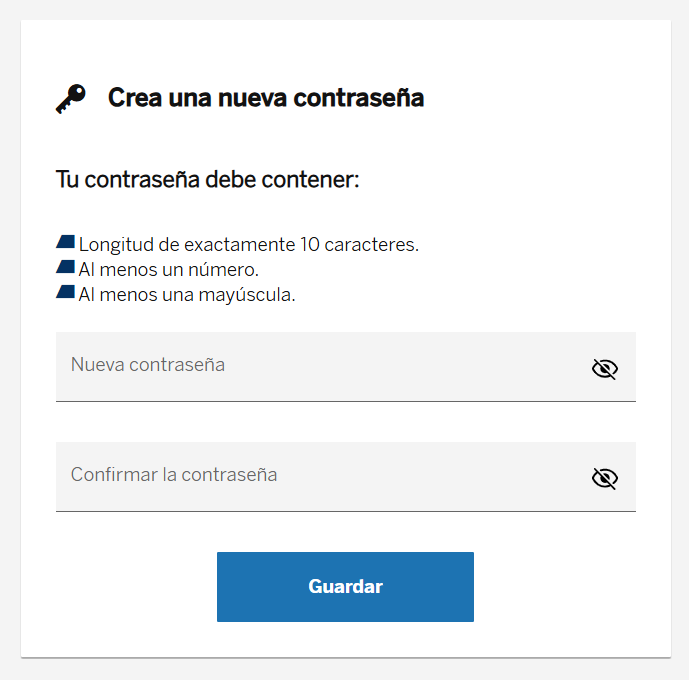 Crea una nueva contraseña
Tu contraseña debe contener:
Longitud de exactamente 10 caracteres.
Al menos un número.
Al menos una mayúscula.
Nueva contraseña
Confirmar la contraseña
Guardar